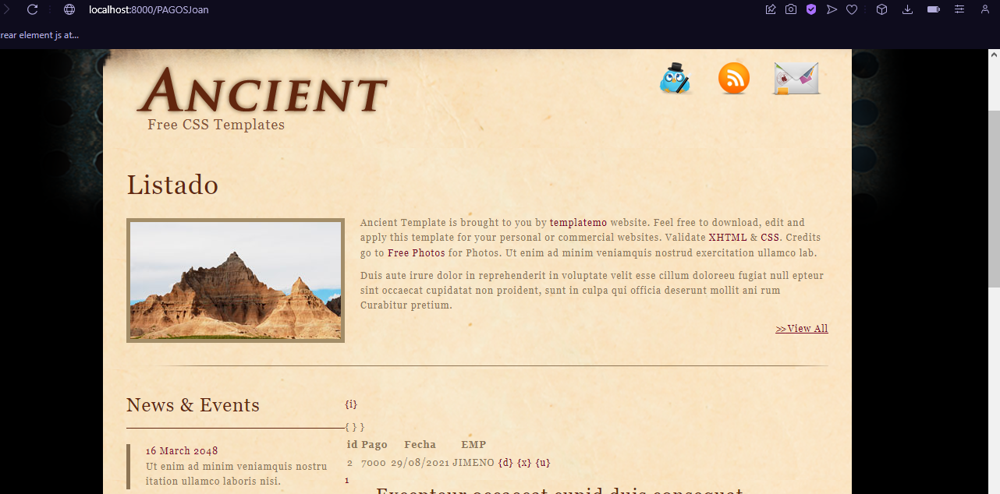 localhost:8000/PAGOSJoan
rear element js at...
ANCIENT
Free CSS Templates
Listado
Ancient Template is brought to you by templatemo website. Feel free to download, edit and
apply this template for your personal or commercial websites. Validate XHTML & CSS. Credits
go to Free Photos for Photos. Ut enim ad minim veniamquis nostrud exercitation ullamco lab.
Duis aute irure dolor in reprehenderit in voluptate velit esse cillum doloreeu fugiat null epteur
sint occaecat cupidatat non proident, sunt in culpa qui officia deserunt mollit ani rum
Curabitur pretium.
>>View All
News & Events
16 March 2048
Ut enim ad minim veniamquis nostru
itation ullamco laboris nisi.
{i}
{ } }
id Pago Fecha EMP
2 7000 29/08/2021 JIMENO {d} {x} {u}
1
Excepteur occaecat cupid duis consequat